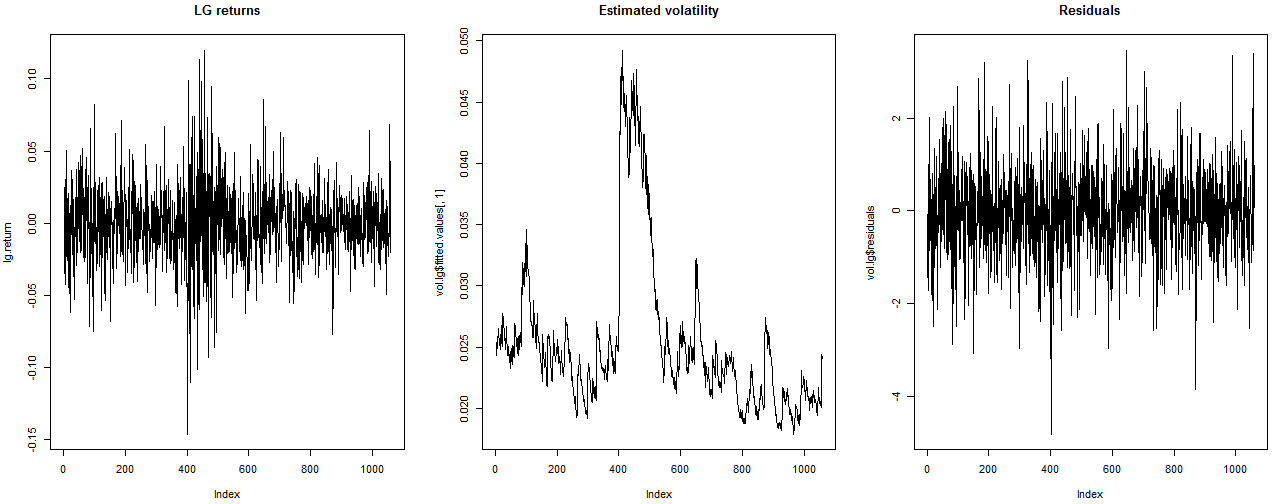 LG returns
lg.return
-0.15 -0.10 -0.05 0.00 0.05 0.10
0 200 400 600 800 1000
Index
Estimated volatility
vol.lg$fitted.values[, 1]
0.020 0.025 0.030 0.035 0.040 0.045 0.050
0 200 400 600 800 1000
Index
Residuals
vol.lg$residuals
-4 -2 0 2
0 200 400 600 800 1000
Index